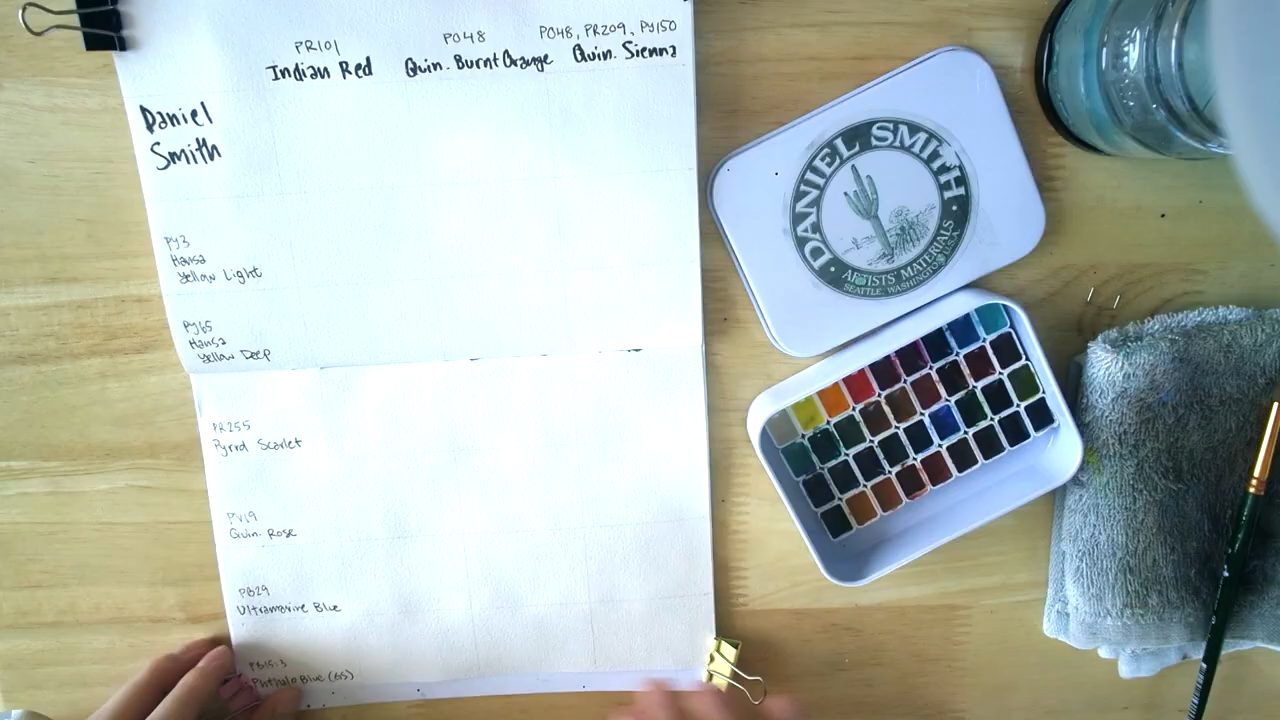 PR101
Indian Red
PO48
Quin. Burnt Orange
PO48, PR209, PY150
Quin. Sienna
Daniel
Smith
PY3
Hansa
Yellow Light
PY65
Hansa
Yellow Deep
PR255
Pyrrol Scarlet
PV19
Quin. Rose
PB29
Ultramarine Blue
PB15:3
Phthalo Blue (GS)
DANIEL SMITH
ARTISTS' MATERIALS
SEATTLE, WASHINGTON U.S.A.